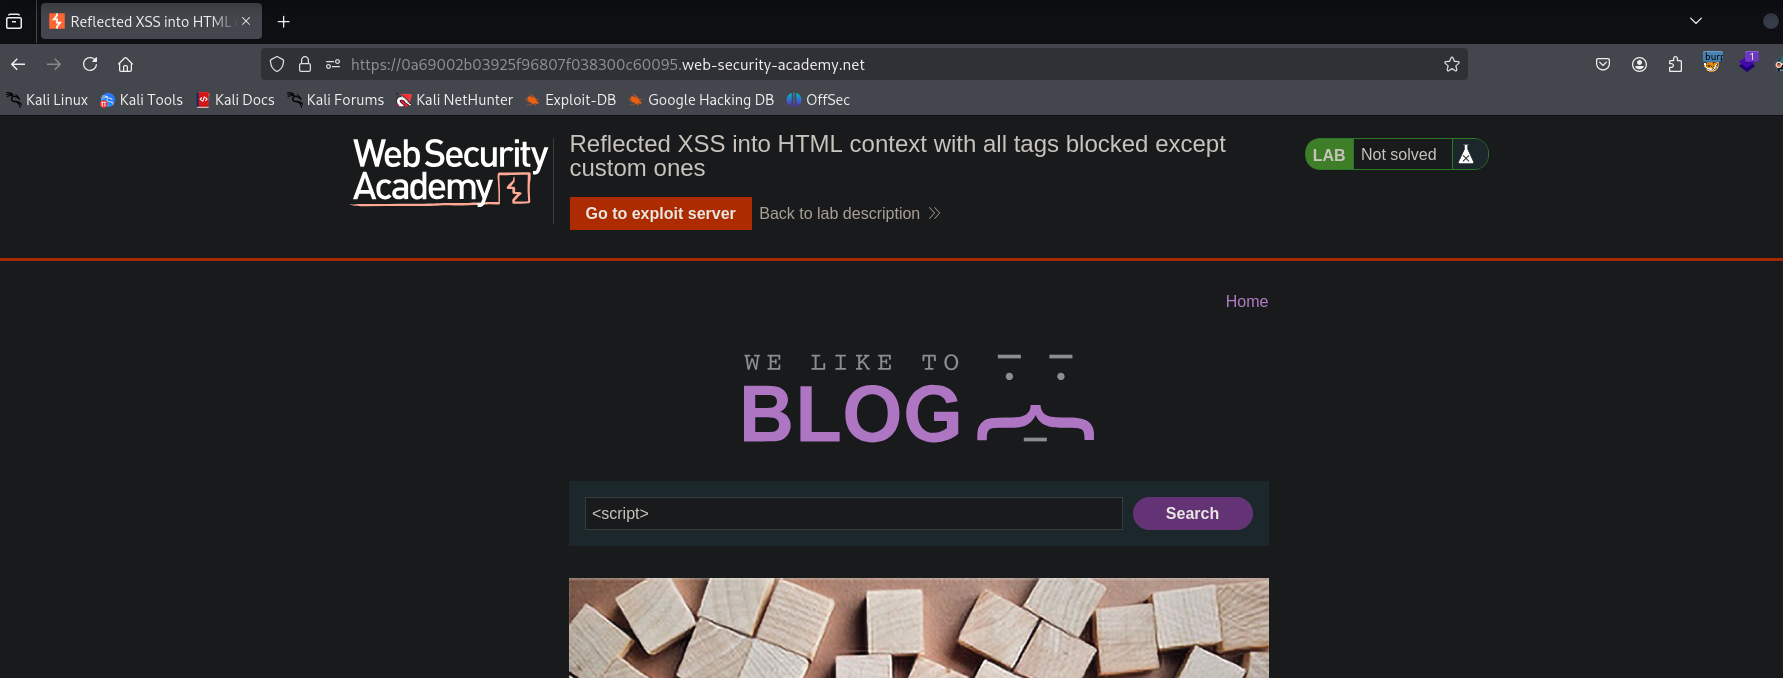 Reflected XSS into HTML
https://0a69002b03925f96807f038300c60095.web-security-academy.net
1
Kali Linux Kali Tools Kali Docs Kali Forums Kali NetHunter Exploit-DB Google Hacking DB OffSec
Web Security
Academy
Reflected XSS into HTML context with all tags blocked except
custom ones
LAB Not solved
Go to exploit server Back to lab description
Home
WE LIKE TO
BLOG
<script>
Search